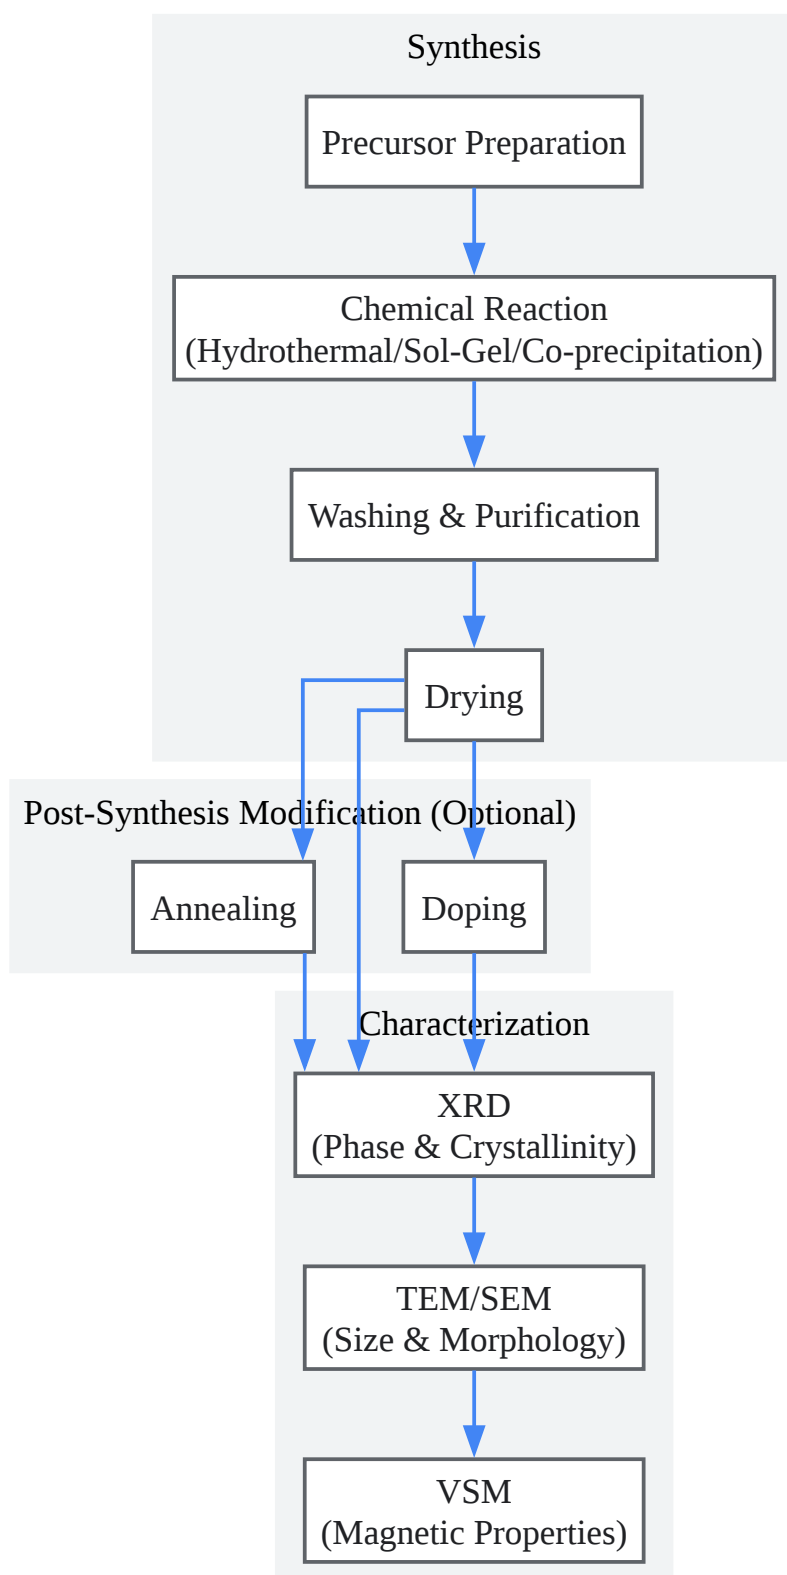 Synthesis
Precursor Preparation
Chemical Reaction
(Hydrothermal/Sol-Gel/Co-precipitation)
Washing & Purification
Drying
Post-Synthesis Modification (Optional)
Annealing
Doping
Characterization
XRD
(Phase & Crystallinity)
TEM/SEM
(Size & Morphology)
VSM
(Magnetic Properties)